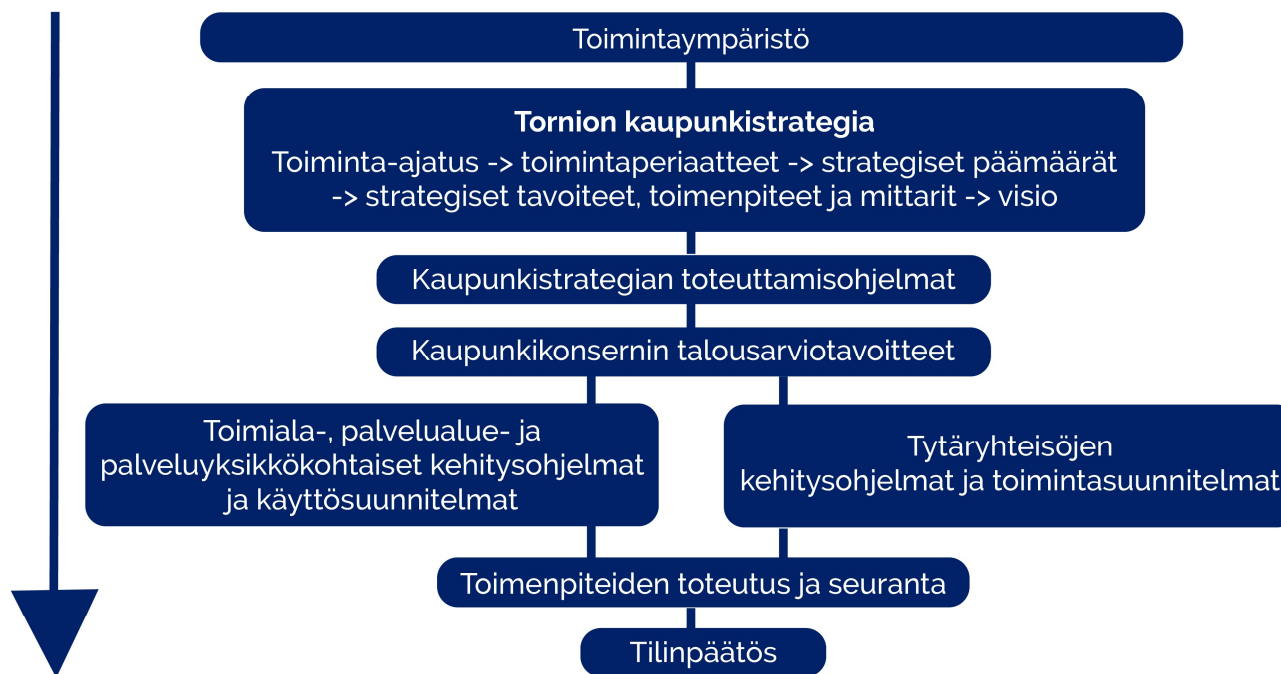 Toimintaympäristö
Tornion kaupunkistrategia
Toiminta-ajatus -> toimintaperiaatteet -> strategiset päämäärät
-> strategiset tavoiteet, toimenpiteet ja mittarit -> visio
Kaupunkistrategian toteuttamisohjelmat
Kaupunkikonsernin talousarviotavoitteet
Toimiala-, palvelualue- ja
palveluyksikkökohtaiset kehitysohjelmat
ja käyttösuunnitelmat
Tytäryhteisöjen
kehitysohjelmat ja toimintasuunnitelmat
Toimenpiteiden toteutus ja seuranta
Tilinpäätös